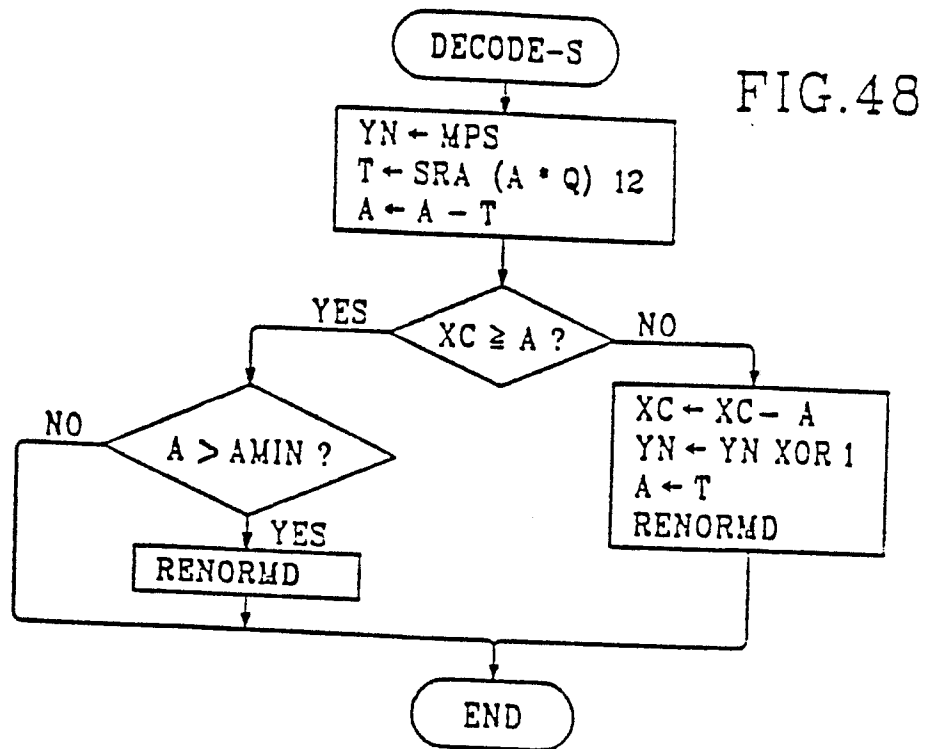 DECODE-S
FIG.48
YN ← MPS
T ← SRA (A * Q) 12
A ← A - T
YES
XC ≧ A ?
NO
NO
A > AMIN ?
XC ← XC - A
YN ← YN XOR 1
A ← T
RENORMD
YES
RENORMD
END